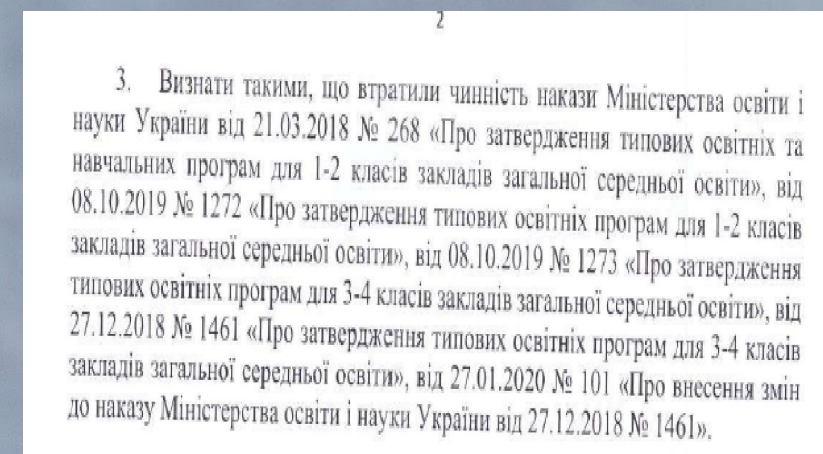 2
3. Визнати такими, що втратили чинність накази Міністерства освіти і
науки України від 21.03.2018 № 268 «Про затвердження типових освітніх та
навчальних програм для 1-2 класів закладів загальної середньої освіти», від
08.10.2019 № 1272 «Про затвердження типових освітніх програм для 1-2 класів
закладів загальної середньої освіти», від 08.10.2019 № 1273 «Про затвердження
типових освітніх програм для 3-4 класів закладів загальної середньої освіти», від
27.12.2018 № 1461 «Про затвердження типових освітніх програм для 3-4 класів
закладів загальної середньої освіти», від 27.01.2020 № 101 «Про внесення змін
до наказу Міністерства освіти і науки України від 27.12.2018 № 1461».